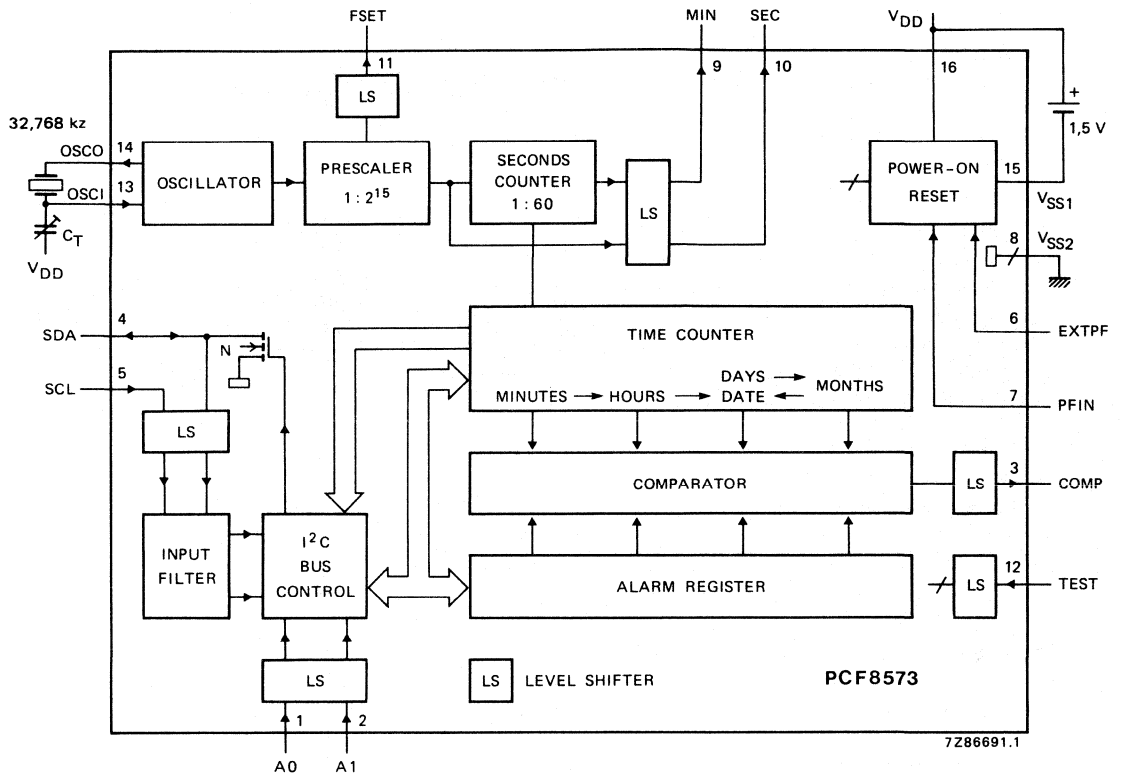 FSET
MIN
SEC
VDD
11
9
10
16
LS
+
1,5 V
32,768 kz
OSCO
14
OSCI
13
OSCILLATOR
PRESCALER
1 : 2¹⁵
SECONDS
COUNTER
1 : 60
LS
POWER-ON
RESET
15
VSS1
CT
VDD
8
VSS2
SDA
4
N
SCL
5
LS
TIME COUNTER
MINUTES → HOURS → DAYS → MONTHS
DATE ←
6
EXTPF
7
PFIN
COMPARATOR
LS
3
COMP
INPUT
FILTER
I²C
BUS
CONTROL
ALARM REGISTER
LS
12
TEST
LS
LS
LEVEL SHIFTER
PCF8573
1
2
7Z86691.1
A0
A1